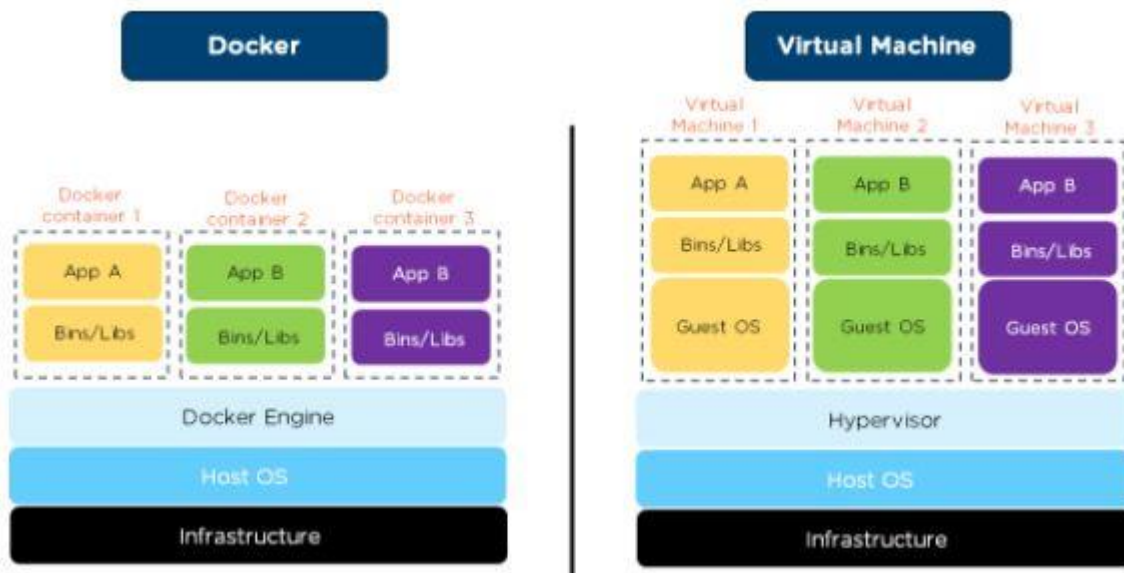 Docker
Virtual Machine
Docker container 1
Docker container 2
Docker container 3
App A
App B
App B
Bins/Libs
Bins/Libs
Bins/Libs
Docker Engine
Host OS
Infrastructure
Virtual Machine 1
Virtual Machine 2
Virtual Machine 3
App A
App B
App B
Bins/Libs
Bins/Libs
Bins/Libs
Guest OS
Guest OS
Guest OS
Hypervisor
Host OS
Infrastructure